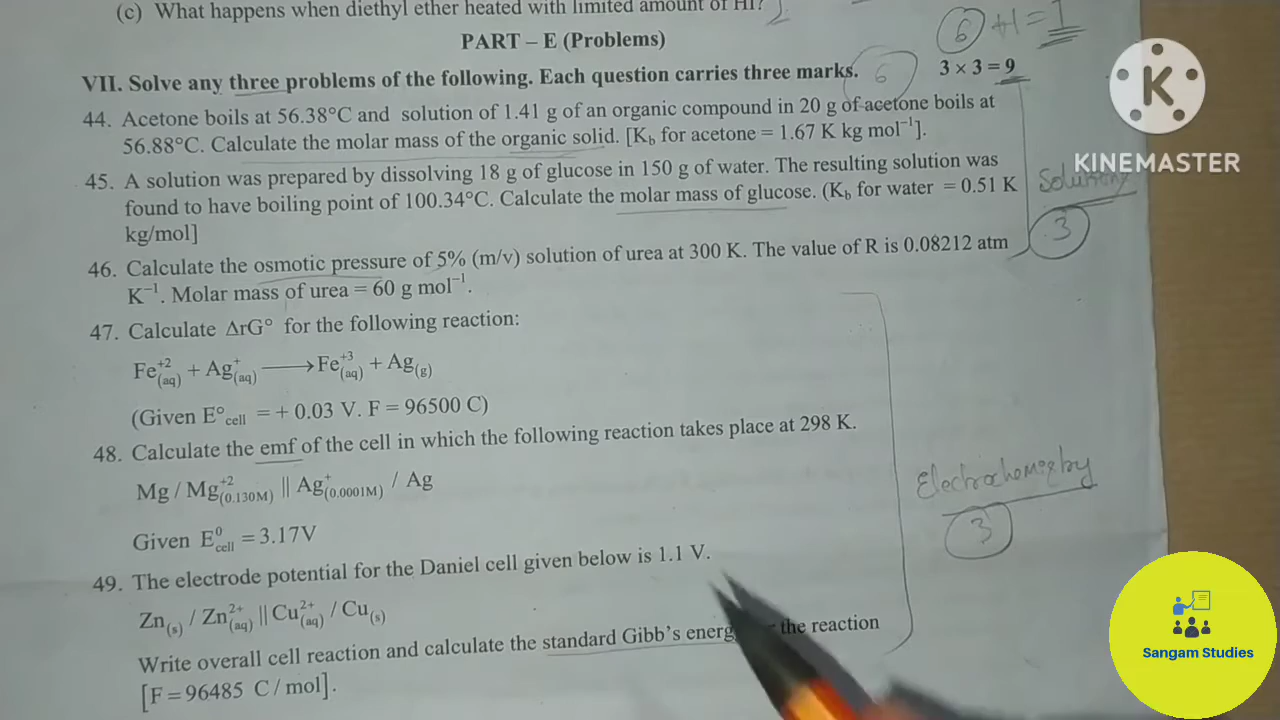 (c) What happens when diethyl ether heated with limited amount of HI?
PART – E (Problems)
6 + 1 = 1
VII. Solve any three problems of the following. Each question carries three marks. 6 3 × 3 = 9
44. Acetone boils at 56.38°C and solution of 1.41 g of an organic compound in 20 g of acetone boils at
56.88°C. Calculate the molar mass of the organic solid. [K_b for acetone = 1.67 K kg mol⁻¹].
45. A solution was prepared by dissolving 18 g of glucose in 150 g of water. The resulting solution was
found to have boiling point of 100.34°C. Calculate the molar mass of glucose. (K_b for water = 0.51 K
kg/mol]
46. Calculate the osmotic pressure of 5% (m/v) solution of urea at 300 K. The value of R is 0.08212 atm
K⁻¹. Molar mass of urea = 60 g mol⁻¹.
3
47. Calculate ΔrG° for the following reaction:
Fe⁺²(aq) + Ag⁺(aq) ⟶ Fe⁺³(aq) + Ag(g)
(Given E°cell = + 0.03 V. F = 96500 C)
48. Calculate the emf of the cell in which the following reaction takes place at 298 K.
Mg / Mg⁺²(0.130M) || Ag⁺(0.0001M) / Ag
Given E⁰cell = 3.17V
49. The electrode potential for the Daniel cell given below is 1.1 V.
Zn(s) / Zn²⁺(aq) || Cu²⁺(aq) / Cu(s)
Write overall cell reaction and calculate the standard Gibb's the reaction
[F = 96485 C / mol].
3
K
KINEMASTER
Sangam Studies